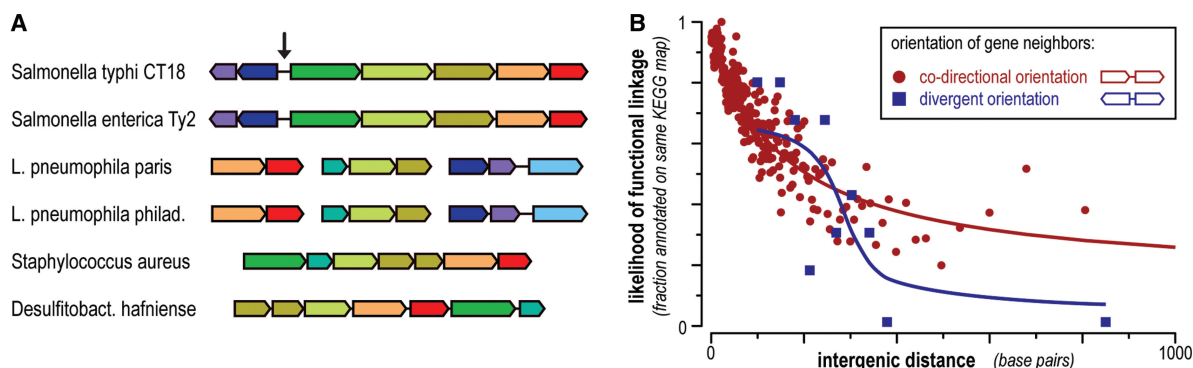 A
Salmonella typhi CT18
Salmonella enterica Ty2
L. pneumophila paris
L. pneumophila philad.
Staphylococcus aureus
Desulfitobact. hafniense
B
likelihood of functional linkage
(fraction annotated on same KEGG map)
1
0
orientation of gene neighbors:
co-directional orientation
divergent orientation
0
1000
intergenic distance (base pairs)